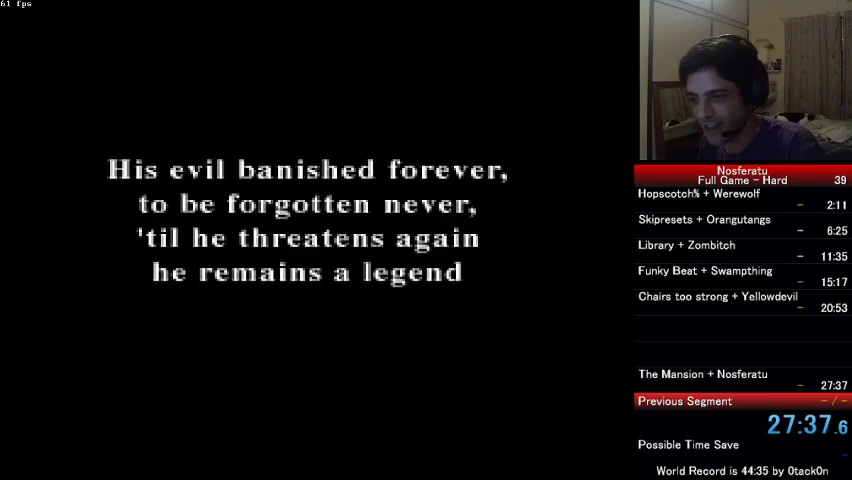 61 fps
His evil banished forever,
to be forgotten never,
'til he threatens again
he remains a legend
Nosferatu
Full Game - Hard 39
Hopscotch% + Werewolf
- 2:11
Skipresets + Orangutangs
- 6:25
Library + Zombitch
- 11:35
Funky Beat + Swampthing
- 15:17
Chairs too strong + Yellowdevil
- 20:53
The Mansion + Nosferatu
- 27:37
Previous Segment - / -
27:37.6
Possible Time Save
-
World Record is 44:35 by 0tack0n